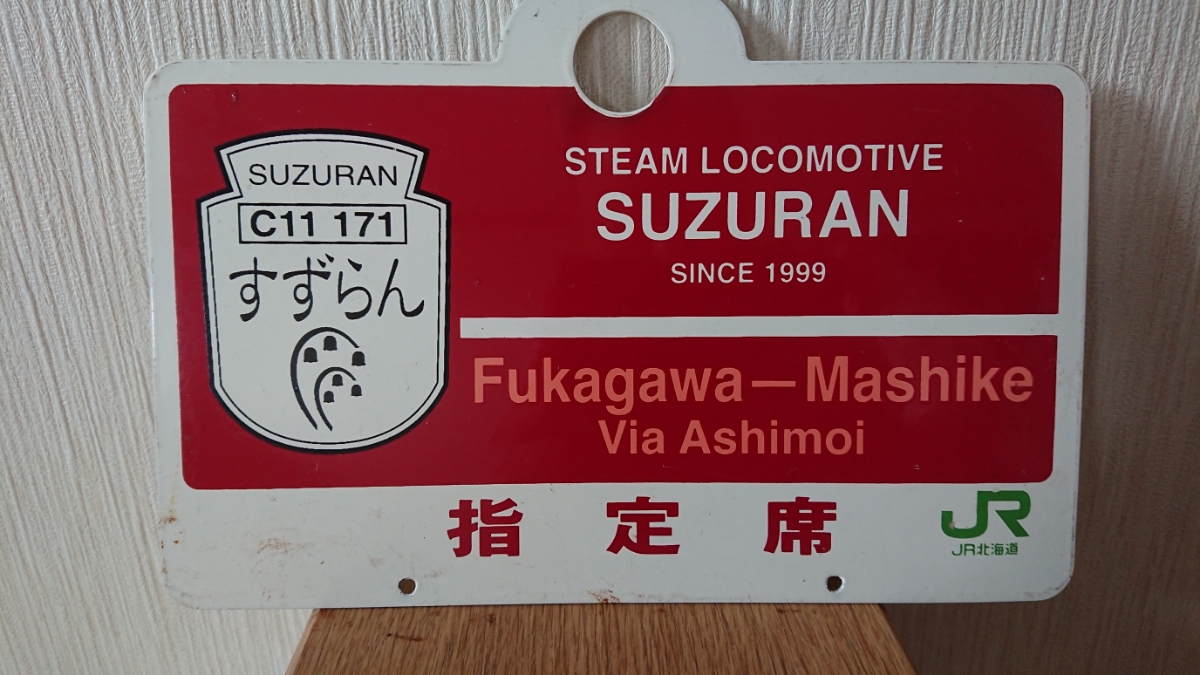 SUZURAN
C11 171
すずらん
STEAM LOCOMOTIVE
SUZURAN
SINCE 1999
Fukagawa—Mashike
Via Ashimoi
指定席
JR
JR北海道